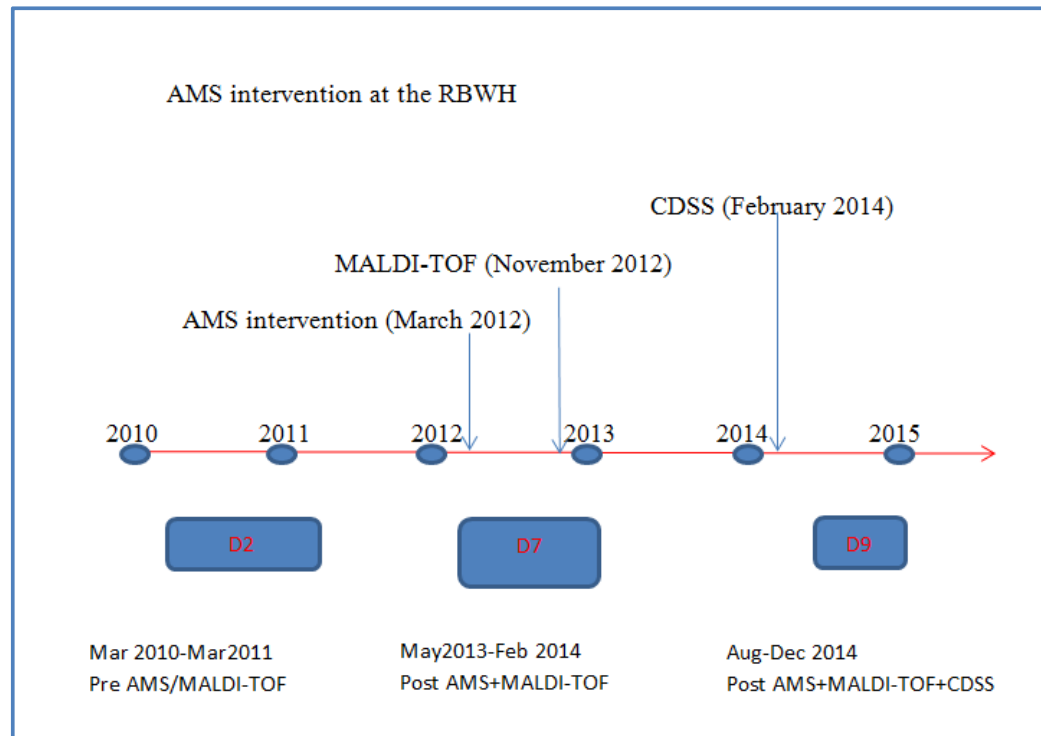 AMS intervention at the RBWH
CDSS (February 2014)
MALDI-TOF (November 2012)
AMS intervention (March 2012)
2010 2011 2012 2013 2014 2015
D2 D7 D9
Mar 2010-Mar2011 May2013-Feb 2014 Aug-Dec 2014
Pre AMS/MALDI-TOF Post AMS+MALDI-TOF Post AMS+MALDI-TOF+CDSS